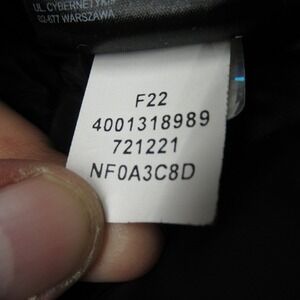 UL. CYBERNETYKI
02-677 WARSZAWA
F22
4001318989
721221
NF0A3C8D